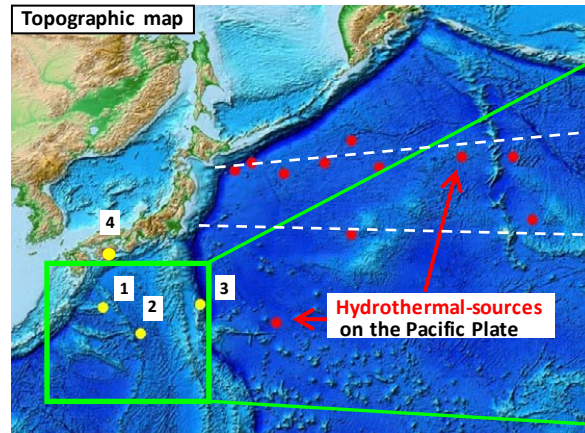 Topographic map
4
1
2
3
Hydrothermal-sources
on the Pacific Plate